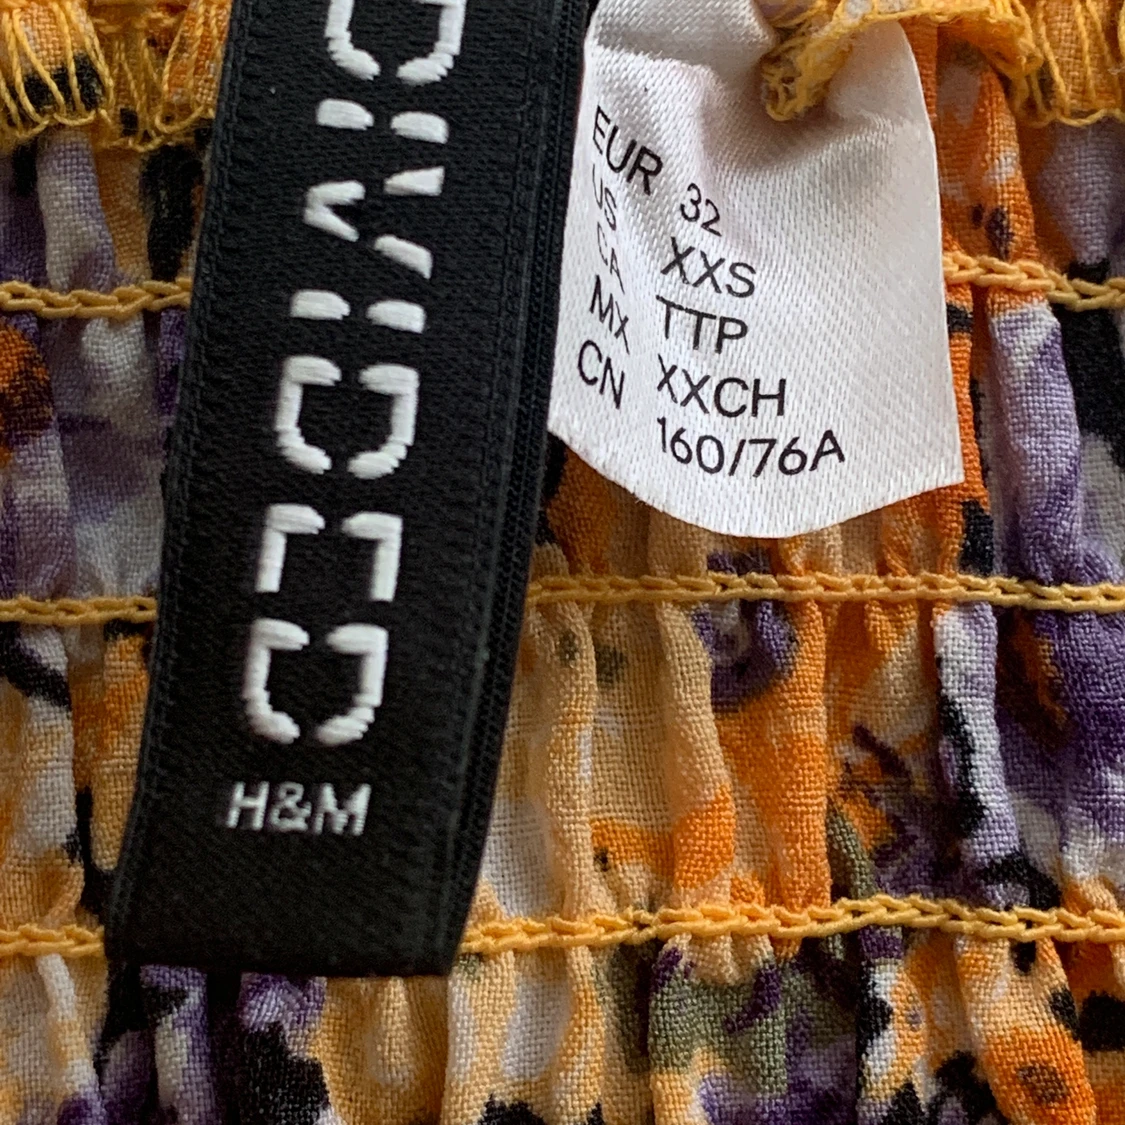 DIVIDED
H&M
EUR 32
US XXS
CA TTP
MX XXCH
CN 160/76A